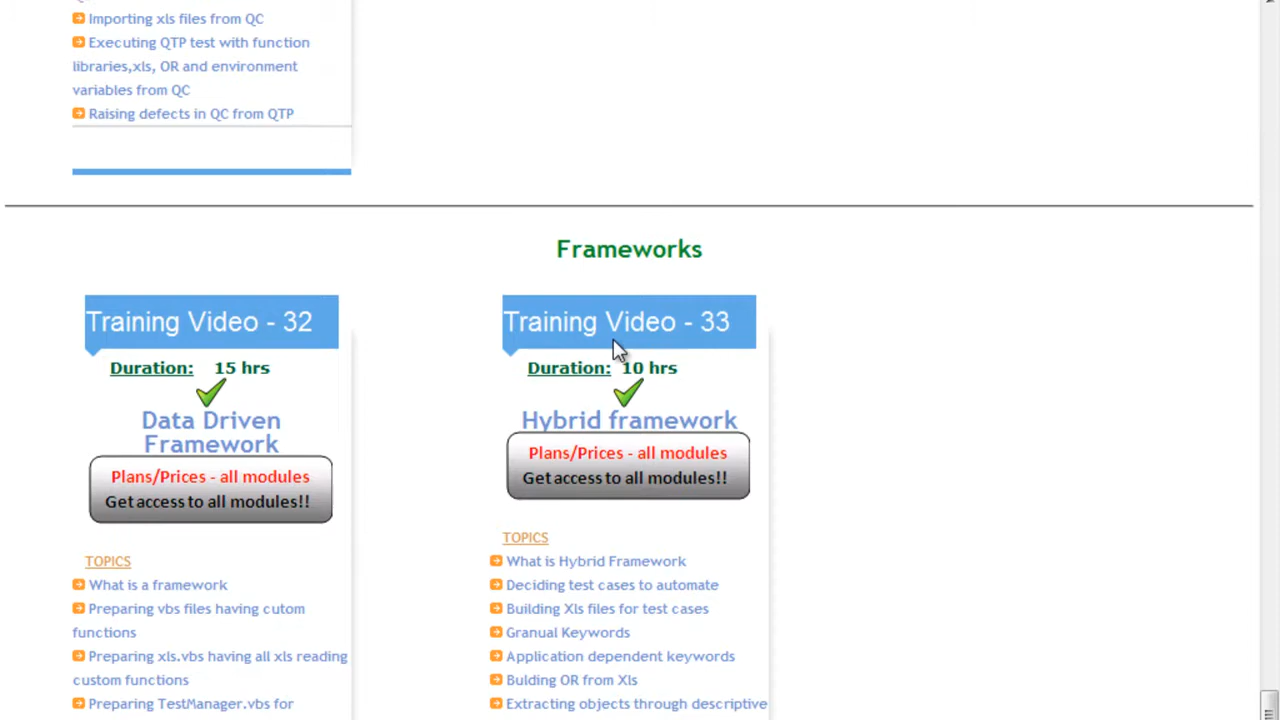 Importing xls files from QC
Executing QTP test with function
libraries,xls, OR and environment
variables from QC
Raising defects in QC from QTP
Frameworks
Training Video - 32
Duration: 15 hrs
Data Driven
Framework
Plans/Prices - all modules
Get access to all modules!!
TOPICS
What is a framework
Preparing vbs files having cutom
functions
Preparing xls.vbs having all xls reading
custom functions
Preparing TestManager.vbs for
Training Video - 33
Duration: 10 hrs
Hybrid framework
Plans/Prices - all modules
Get access to all modules!!
TOPICS
What is Hybrid Framework
Deciding test cases to automate
Building Xls files for test cases
Granual Keywords
Application dependent keywords
Bulding OR from Xls
Extracting objects through descriptive